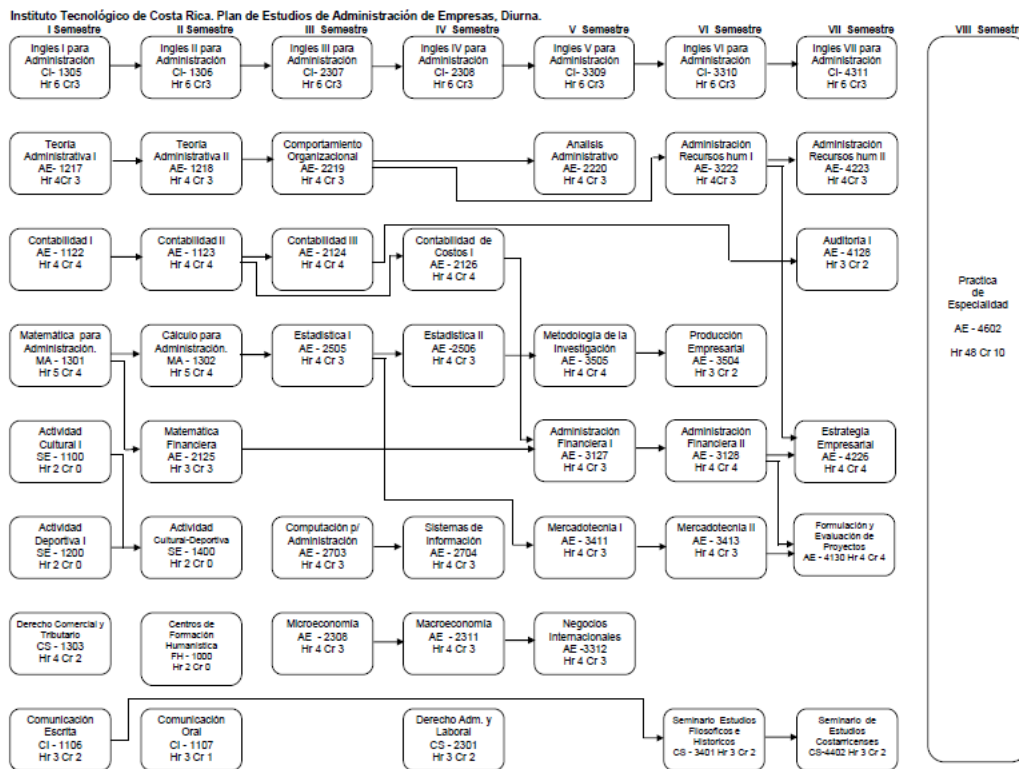 Instituto Tecnológico de Costa Rica. Plan de Estudios de Administración de Empresas, Diurna.
I Semestre II Semestre III Semestre IV Semestre V Semestre VI Semestre VII Semestre VIII Semestre
Ingles I para
Administración
CI- 1305
Hr 6 Cr3
Ingles II para
Administración
CI- 1306
Hr 6 Cr3
Ingles III para
Administración
CI- 2307
Hr 6 Cr3
Ingles IV para
Administración
CI- 2308
Hr 6 Cr3
Ingles V para
Administración
CI- 3309
Hr 6 Cr3
Ingles VI para
Administración
CI- 3310
Hr 6 Cr3
Ingles VII para
Administración
CI- 4311
Hr 6 Cr3
Teoria
Administrativa I
AE- 1217
Hr 4Cr 3
Teoria
Administrativa II
AE- 1218
Hr 4 Cr 3
Comportamiento
Organizacional
AE- 2219
Hr 4 Cr 3
Analisis
Administrativo
AE- 2220
Hr 4 Cr 3
Administración
Recursos hum I
AE- 3222
Hr 4Cr 3
Administración
Recursos hum II
AE- 4223
Hr 4Cr 3
Contabilidad I
AE - 1122
Hr 4 Cr 4
Contabilidad II
AE - 1123
Hr 4 Cr 4
Contabilidad III
AE - 2124
Hr 4 Cr 4
Contabilidad de
Costos I
AE - 2126
Hr 4 Cr 4
Auditoria I
AE - 4128
Hr 3 Cr 2
Practica
de
Especialidad
AE - 4602
Hr 48 Cr 10
Matemática para
Administración.
MA - 1301
Hr 5 Cr 4
Cálculo para
Administración.
MA - 1302
Hr 5 Cr 4
Estadistica I
AE - 2505
Hr 4 Cr 3
Estadistica II
AE -2506
Hr 4 Cr 3
Metodologia de la
Investigación
AE - 3505
Hr 4 Cr 4
Producción
Empresarial
AE - 3504
Hr 3 Cr 2
Actividad
Cultural I
SE - 1100
Hr 2 Cr 0
Matemática
Financiera
AE - 2125
Hr 3 Cr 3
Administración
Financiera I
AE - 3127
Hr 4 Cr 3
Administración
Financiera II
AE - 3128
Hr 4 Cr 4
Estrategia
Empresarial
AE - 4226
Hr 4 Cr 4
Actividad
Deportiva I
SE - 1200
Hr 2 Cr 0
Actividad
Cultural-Deportiva
SE - 1400
Hr 2 Cr 0
Computación p/
Administración
AE - 2703
Hr 4 Cr 3
Sistemas de
Información
AE - 2704
Hr 4 Cr 3
Mercadotecnia I
AE - 3411
Hr 4 Cr 3
Mercadotecnia II
AE - 3413
Hr 4 Cr 3
Formulación y
Evaluación de
Proyectos
AE - 4130 Hr 4 Cr 4
Derecho Comercial y
Tributario
CS - 1303
Hr 4 Cr 2
Centros de
Formación
Humanística
FH - 1000
Hr 2 Cr 0
Microeconomia
AE - 2308
Hr 4 Cr 3
Macroeconomia
AE - 2311
Hr 4 Cr 3
Negocios
Internacionales
AE -3312
Hr 4 Cr 3
Comunicación
Escrita
CI - 1106
Hr 3 Cr 2
Comunicación
Oral
CI - 1107
Hr 3 Cr 1
Derecho Adm. y
Laboral
CS - 2301
Hr 3 Cr 2
Seminario Estudios
Filosoficos e
Historicos
CS - 3401 Hr 3 Cr 2
Seminario de
Estudios
Costarricenses
CS-4402 Hr 3 Cr 2